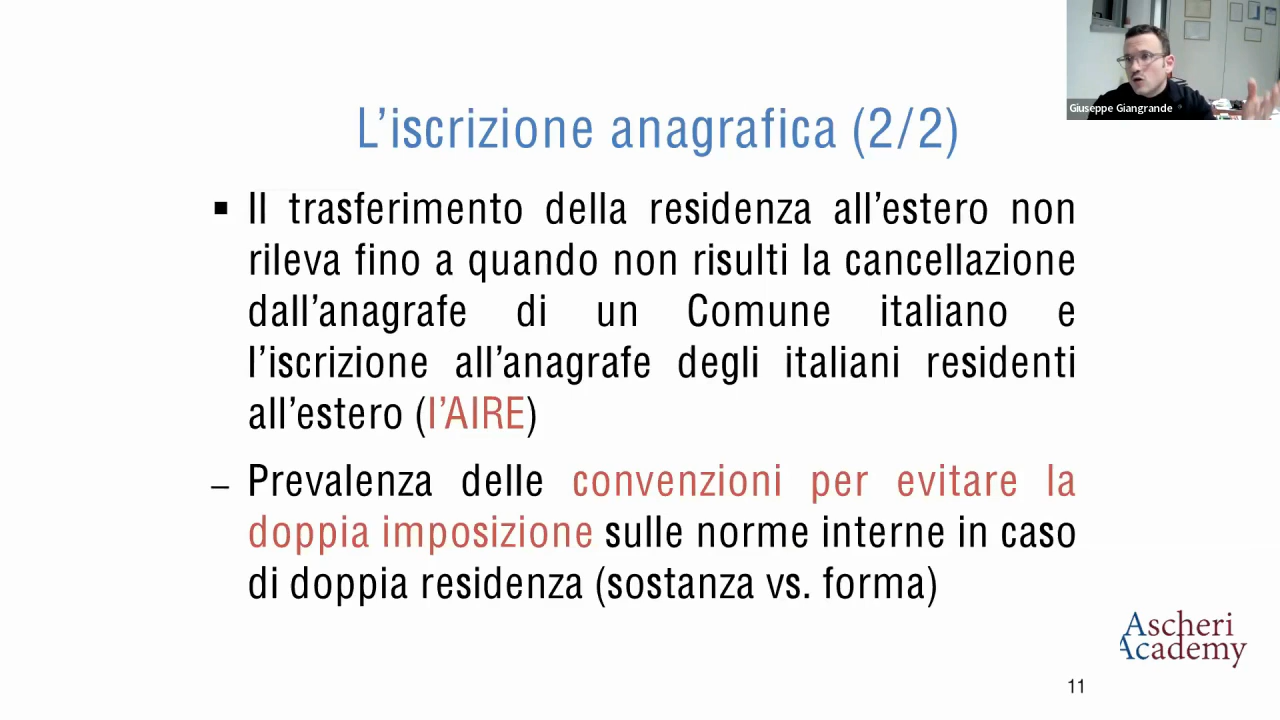 Giuseppe Giangrande
L'iscrizione anagrafica (2/2)
▪ Il trasferimento della residenza all'estero non
rileva fino a quando non risulti la cancellazione
dall'anagrafe di un Comune italiano e
l'iscrizione all'anagrafe degli italiani residenti
all'estero (l'AIRE)
– Prevalenza delle convenzioni per evitare la
doppia imposizione sulle norme interne in caso
di doppia residenza (sostanza vs. forma)
Ascheri
Academy
11